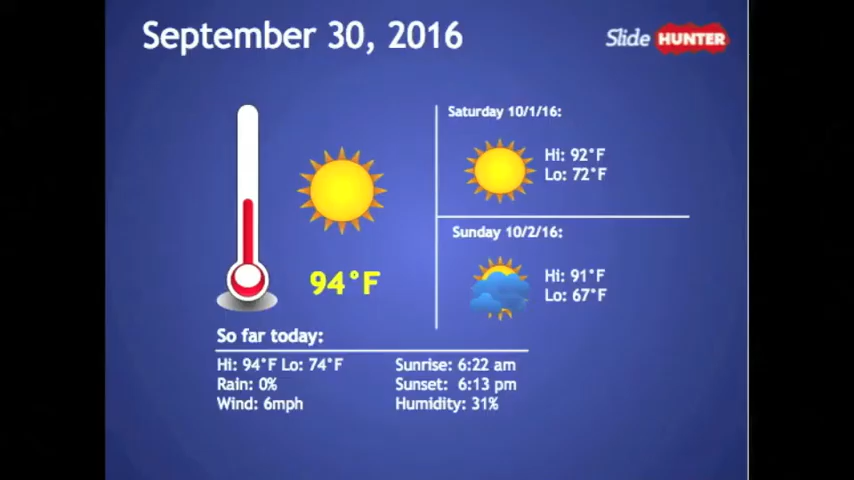 September 30, 2016
Slide HUNTER
94°F
Saturday 10/1/16:
Hi: 92°F
Lo: 72°F
Sunday 10/2/16:
Hi: 91°F
Lo: 67°F
So far today:
Hi: 94°F Lo: 74°F
Rain: 0%
Wind: 6mph
Sunrise: 6:22 am
Sunset: 6:13 pm
Humidity: 31%